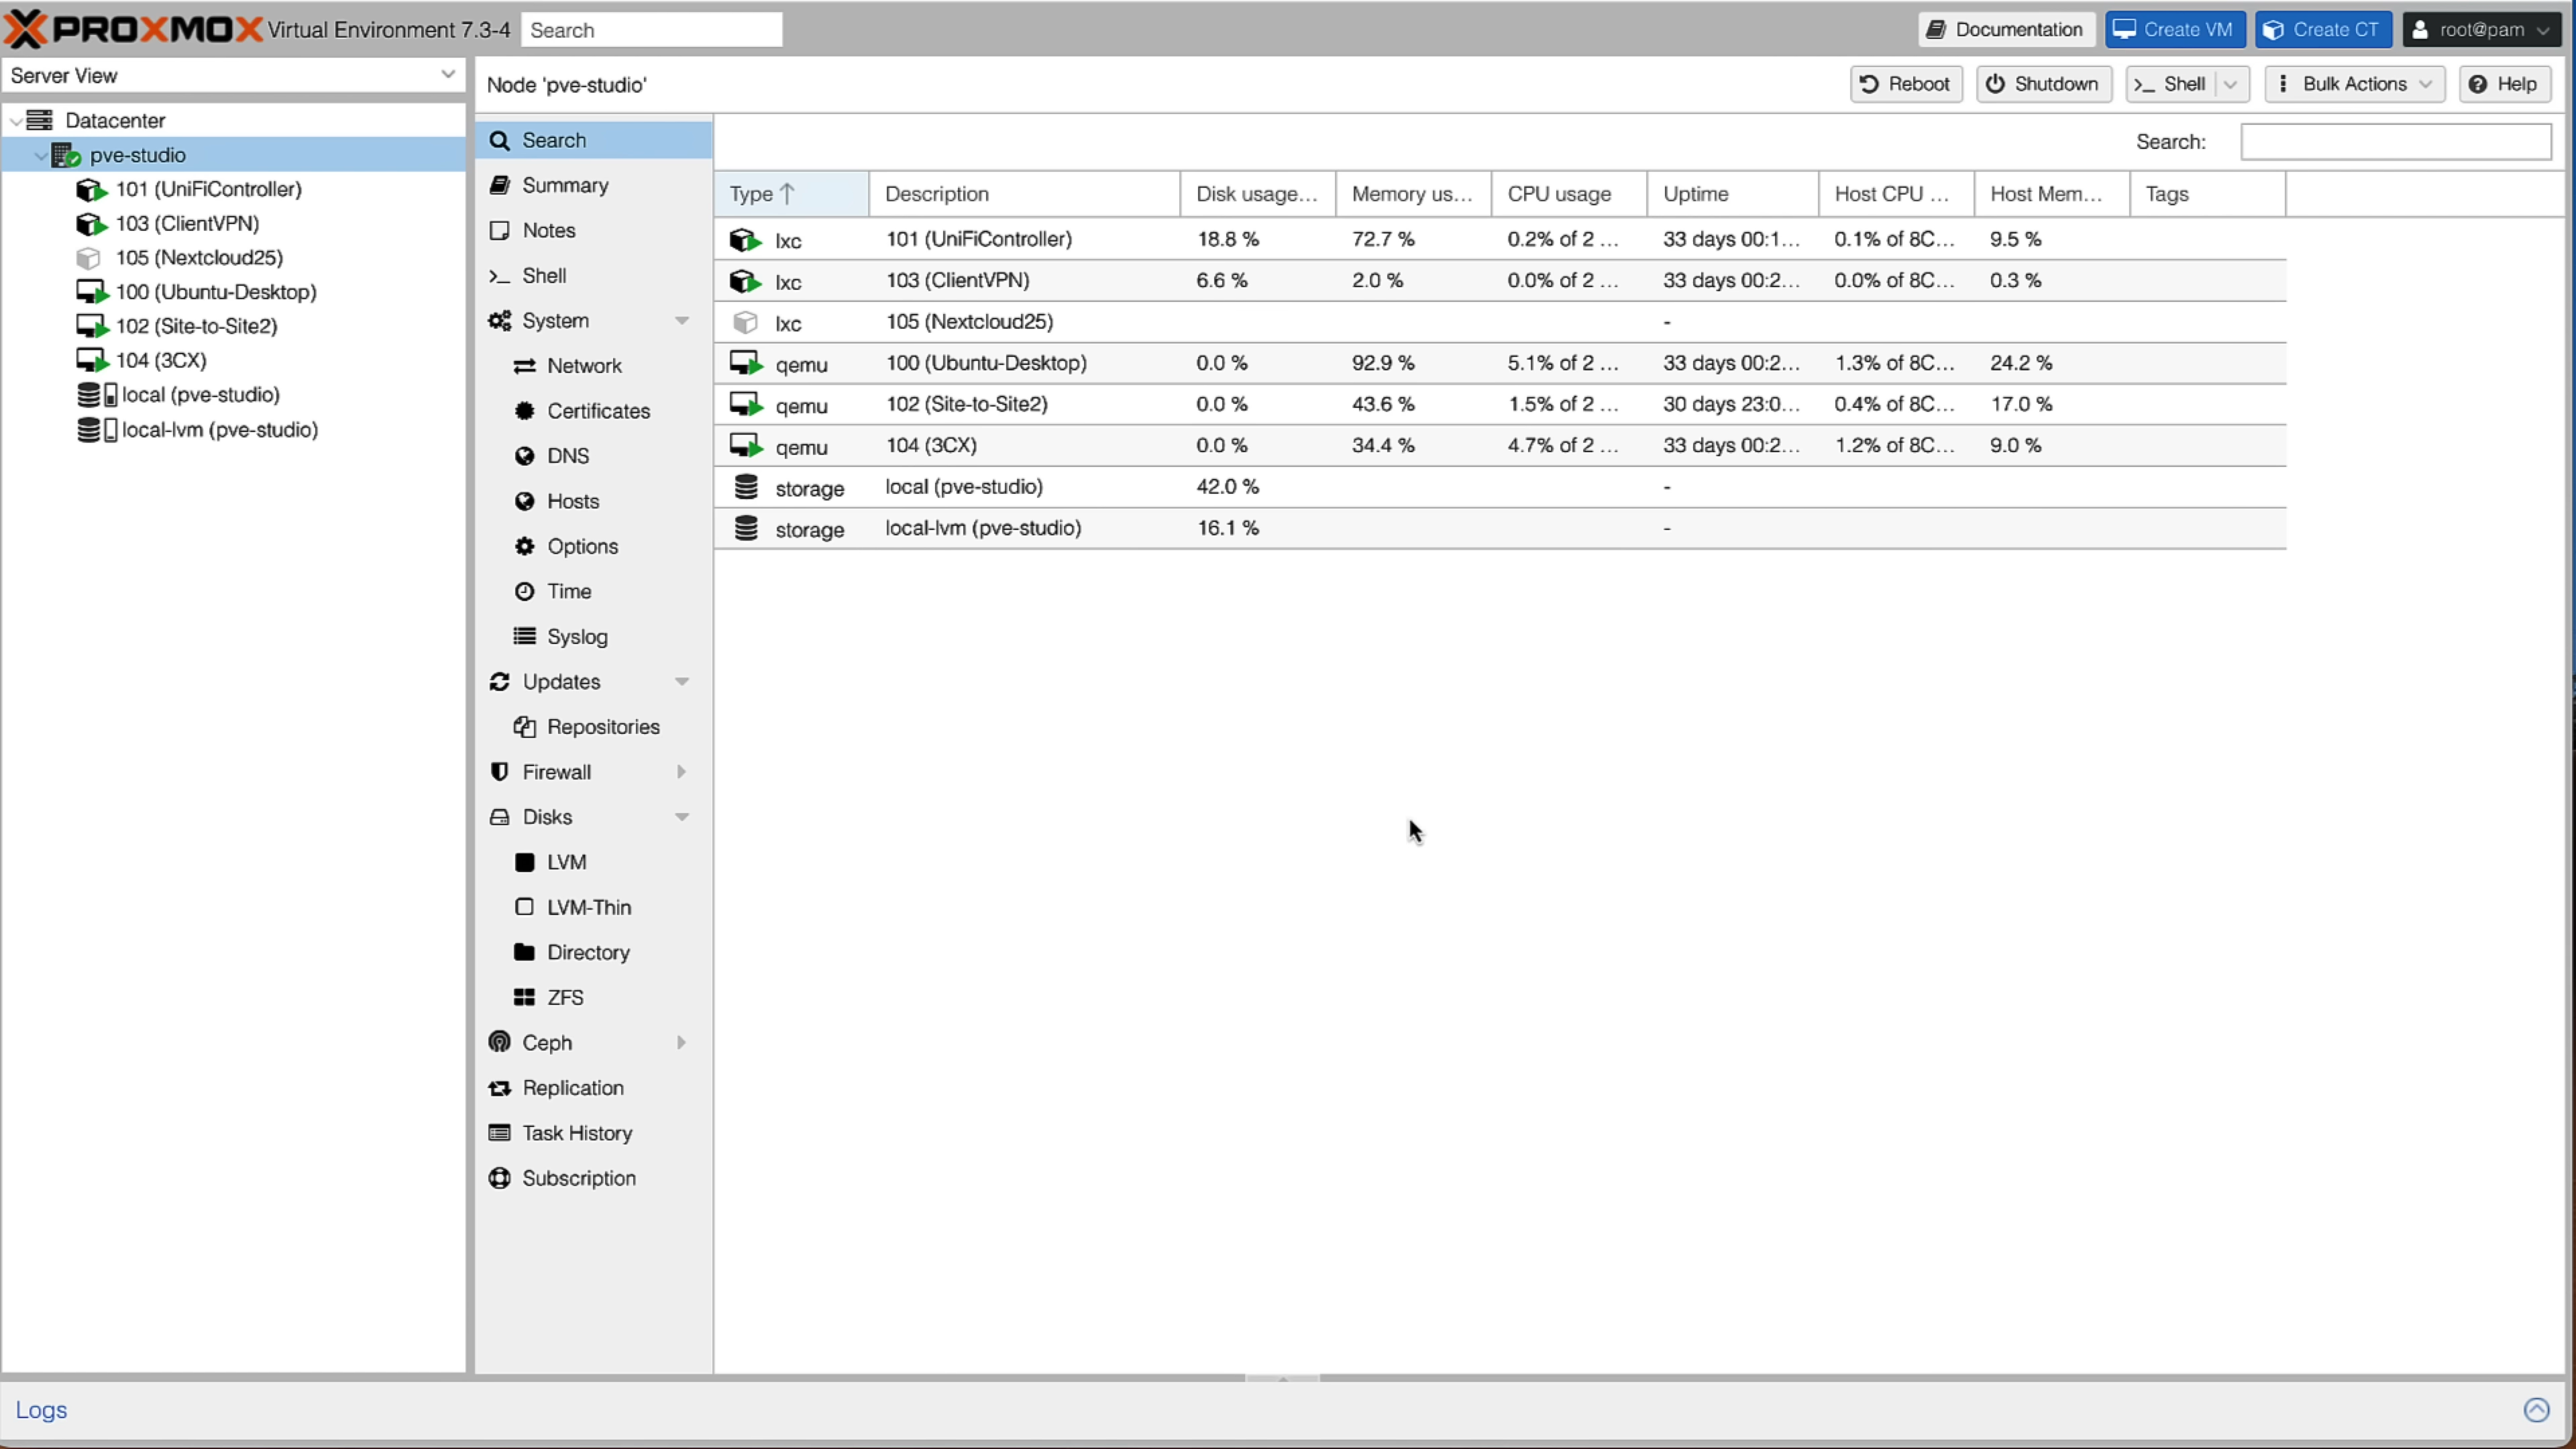 PROXMOX Virtual Environment 7.3-4 Search Documentation Create VM Create CT root@pam
Server View
Datacenter
pve-studio
101 (UniFiController)
103 (ClientVPN)
105 (Nextcloud25)
100 (Ubuntu-Desktop)
102 (Site-to-Site2)
104 (3CX)
local (pve-studio)
local-lvm (pve-studio)
Node 'pve-studio' Reboot Shutdown Shell Bulk Actions Help
Search
Summary
Notes
Shell
System
Network
Certificates
DNS
Hosts
Options
Time
Syslog
Updates
Repositories
Firewall
Disks
LVM
LVM-Thin
Directory
ZFS
Ceph
Replication
Task History
Subscription
Search:
Type Description Disk usage... Memory us... CPU usage Uptime Host CPU ... Host Mem... Tags
lxc 101 (UniFiController) 18.8 % 72.7 % 0.2% of 2 ... 33 days 00:1... 0.1% of 8C... 9.5 %
lxc 103 (ClientVPN) 6.6 % 2.0 % 0.0% of 2 ... 33 days 00:2... 0.0% of 8C... 0.3 %
lxc 105 (Nextcloud25) -
qemu 100 (Ubuntu-Desktop) 0.0 % 92.9 % 5.1% of 2 ... 33 days 00:2... 1.3% of 8C... 24.2 %
qemu 102 (Site-to-Site2) 0.0 % 43.6 % 1.5% of 2 ... 30 days 23:0... 0.4% of 8C... 17.0 %
qemu 104 (3CX) 0.0 % 34.4 % 4.7% of 2 ... 33 days 00:2... 1.2% of 8C... 9.0 %
storage local (pve-studio) 42.0 % -
storage local-lvm (pve-studio) 16.1 % -
Logs